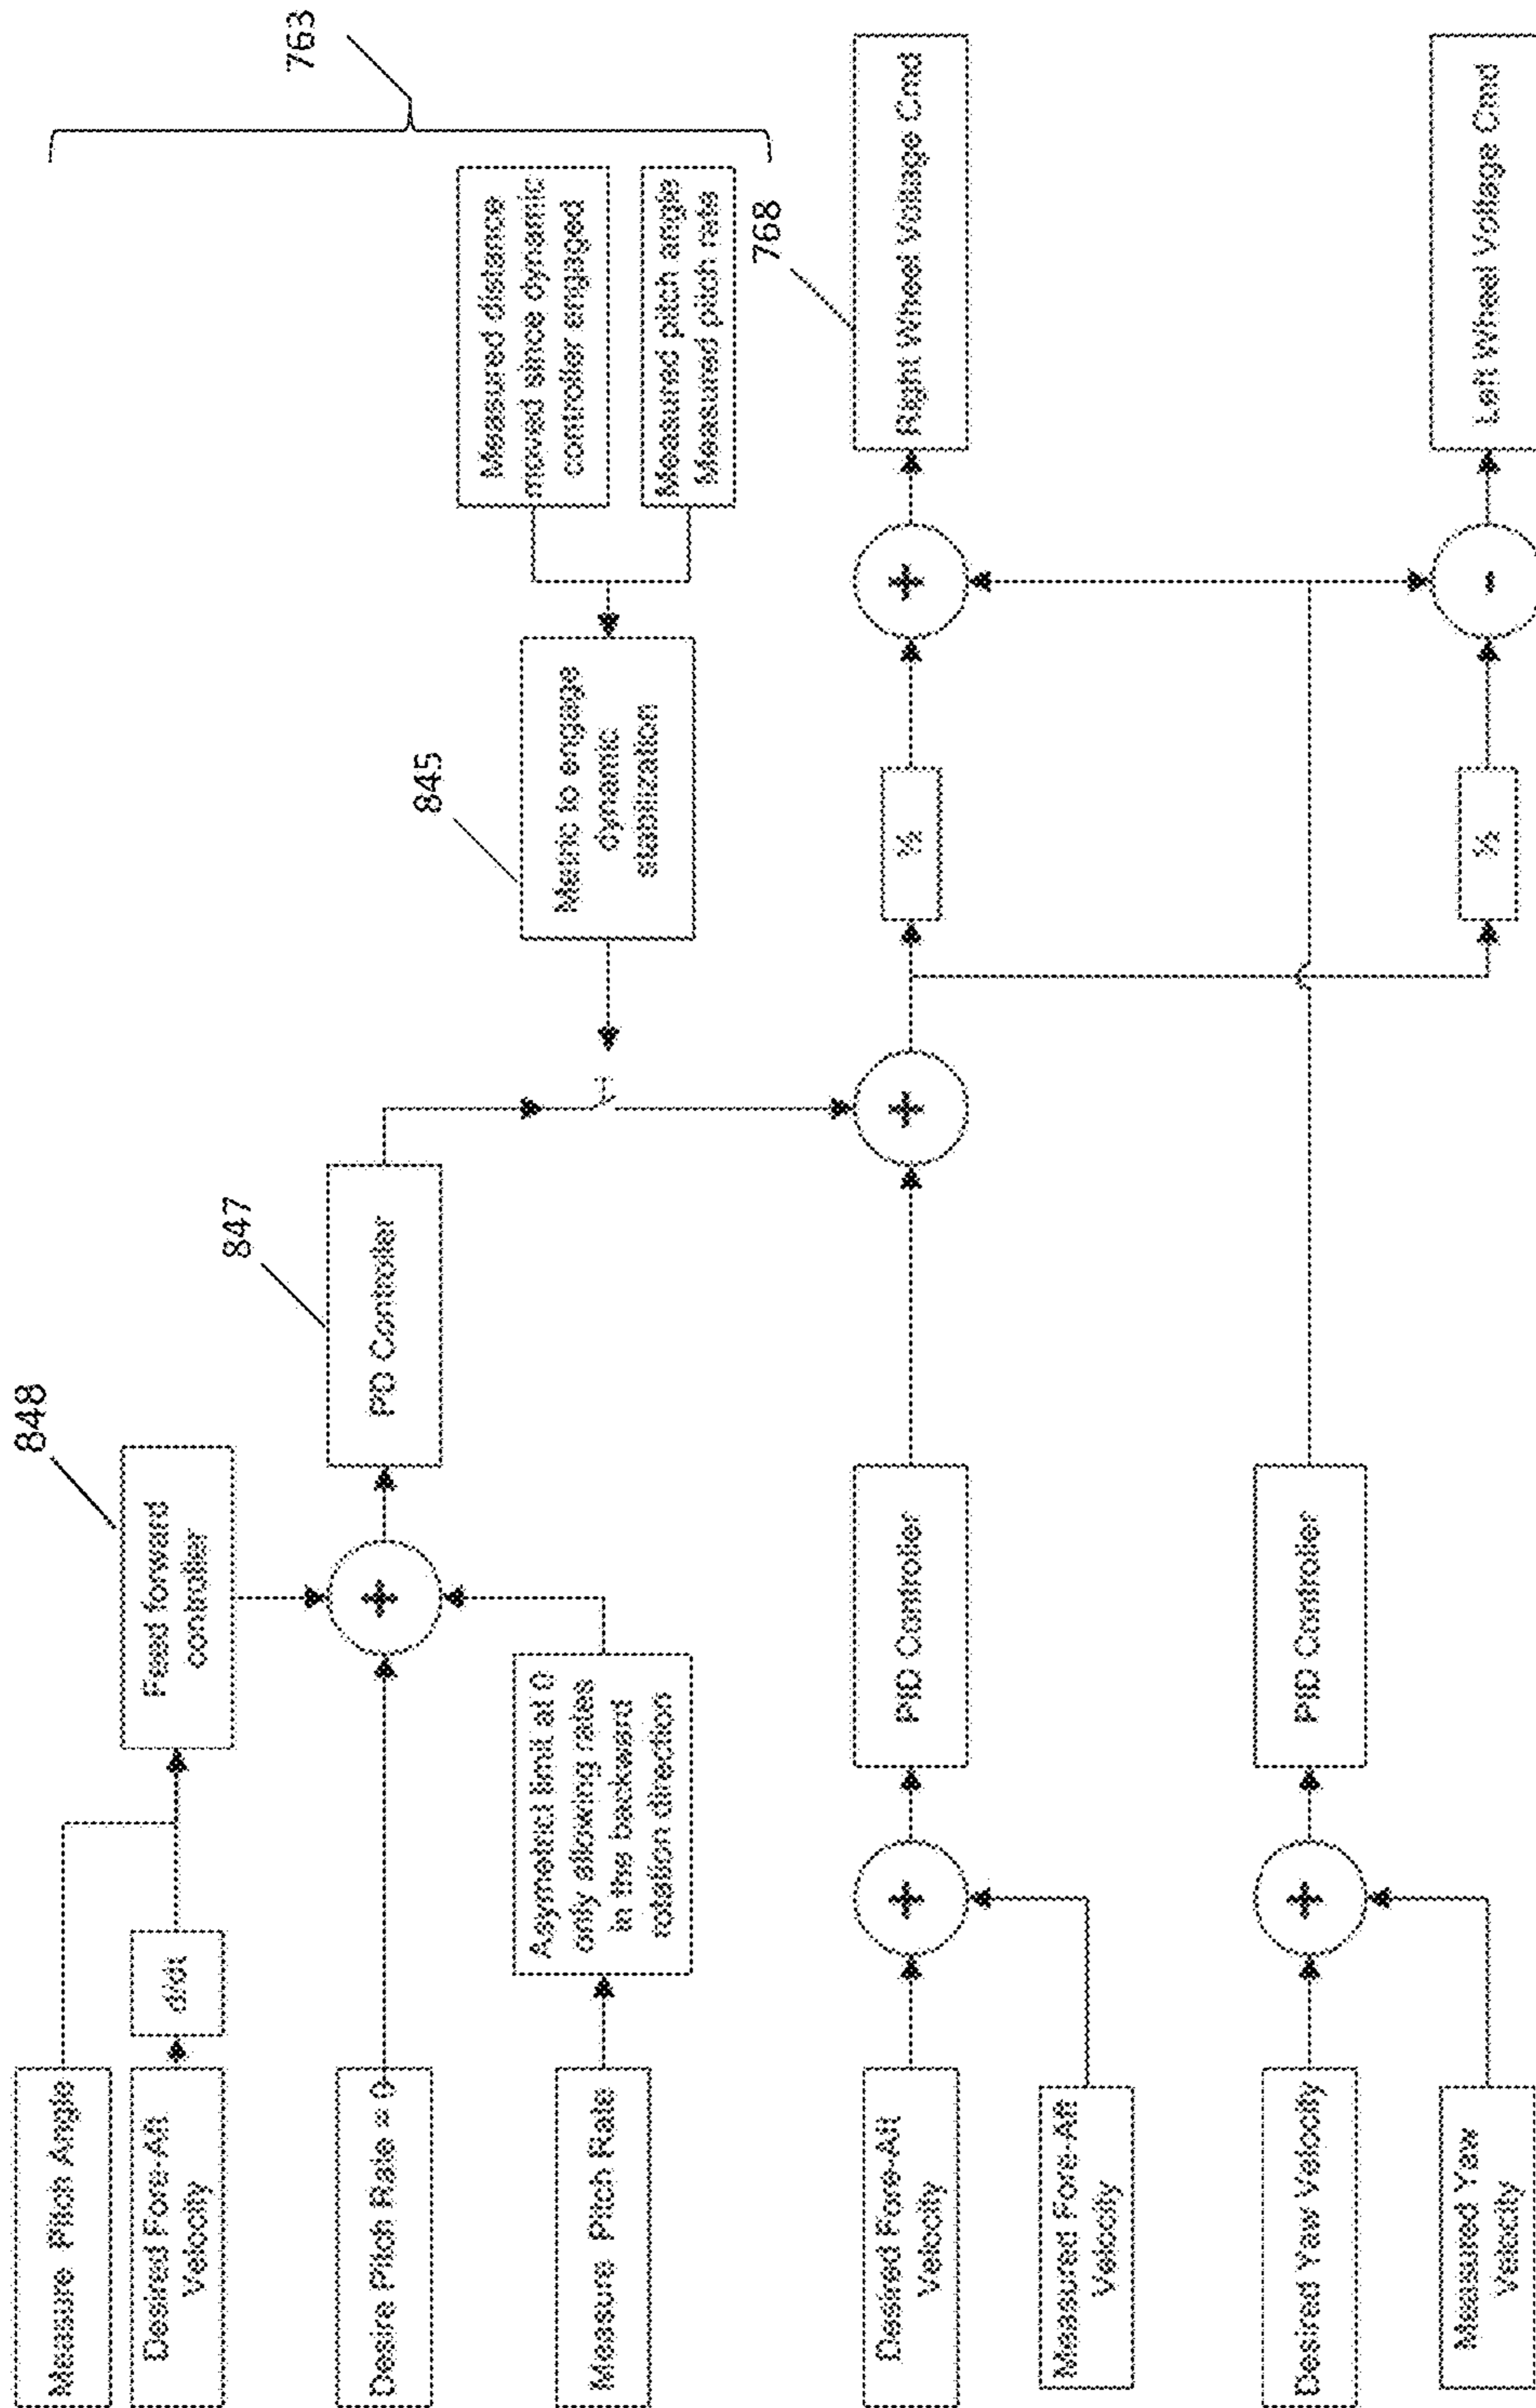 Measure Pitch Angle
Desired Fore-Aft
Velocity
d/dt
Feed forward
controller
848
Desire Pitch Rate = 0
+
PD Controller
847
Measure Pitch Rate
Asymetricl limit at 0
only allowing rates
in the backward
rotation direction
Metric to engage
dynamic
stabilization
845
Measured distance
moved since dynamic
controller engaged
Measured pitch angle
Measured pitch rate
763
Desired Fore-Aft
Velocity
Measured Fore-Aft
Velocity
+
PID Controller
+
½
+
Right Wheel Voltage Cmd
768
Desired Yaw Velocity
Measured Yaw
Velocity
+
PID Controller
½
-
Left Wheel Voltage Cmd